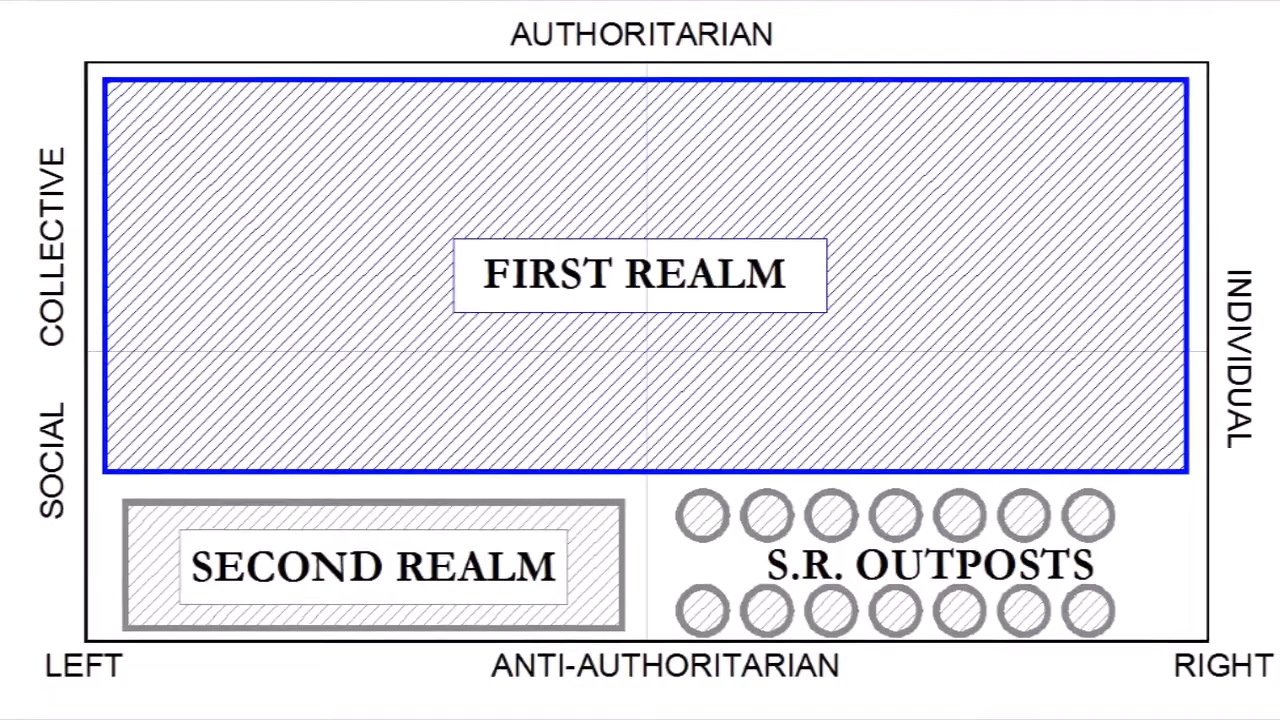 AUTHORITARIAN
COLLECTIVE
SOCIAL
FIRST REALM
INDIVIDUAL
SECOND REALM
S.R. OUTPOSTS
LEFT
ANTI-AUTHORITARIAN
RIGHT